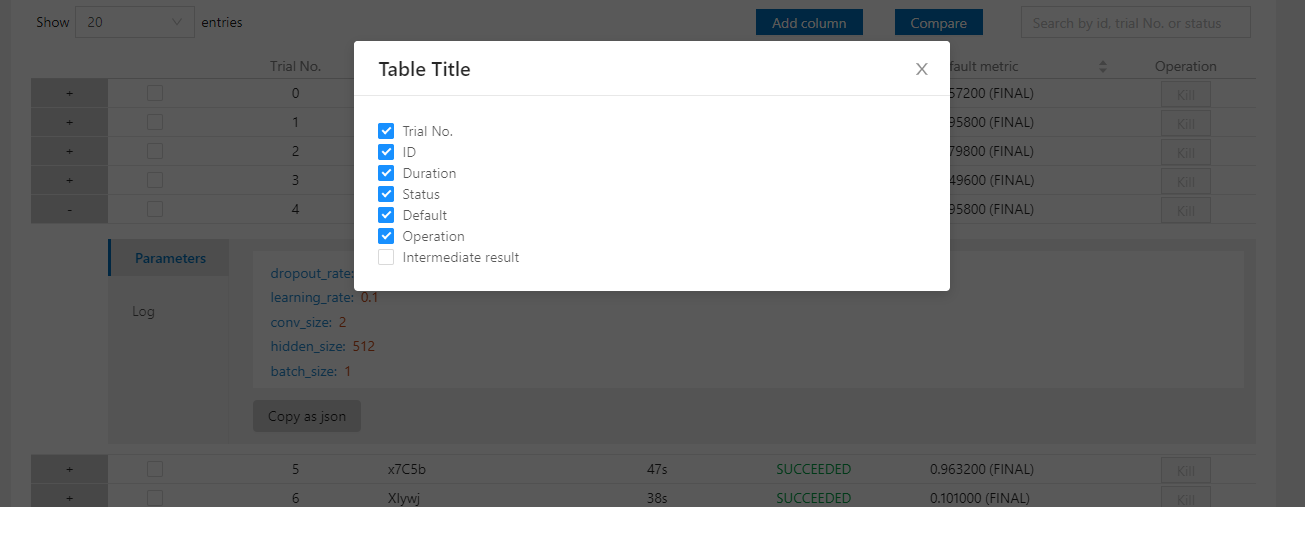 Show 20 entries Add column Compare Search by id, trial No. or status
Table Title
Trial No. fault metric Operation
+ 0 57200 (FINAL) Kill
+ 1 95800 (FINAL) Kill
+ 2 79800 (FINAL) Kill
+ 3 49600 (FINAL) Kill
- 4 95800 (FINAL) Kill
Trial No.
ID
Duration
Status
Default
Operation
Intermediate result
Parameters
Log
dropout_rate:
learning_rate: 0.1
conv_size: 2
hidden_size: 512
batch_size: 1
Copy as json
+ 5 x7C5b 47s SUCCEEDED 0.963200 (FINAL) Kill
+ 6 38s SUCCEEDED 0.101000 (FINAL) Kill